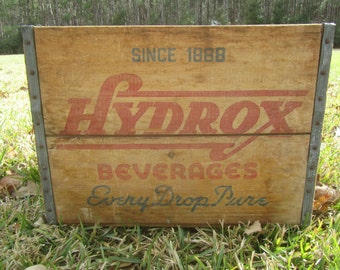 SINCE 1888
HYDROX
BEVERAGES
Every Drop Pure